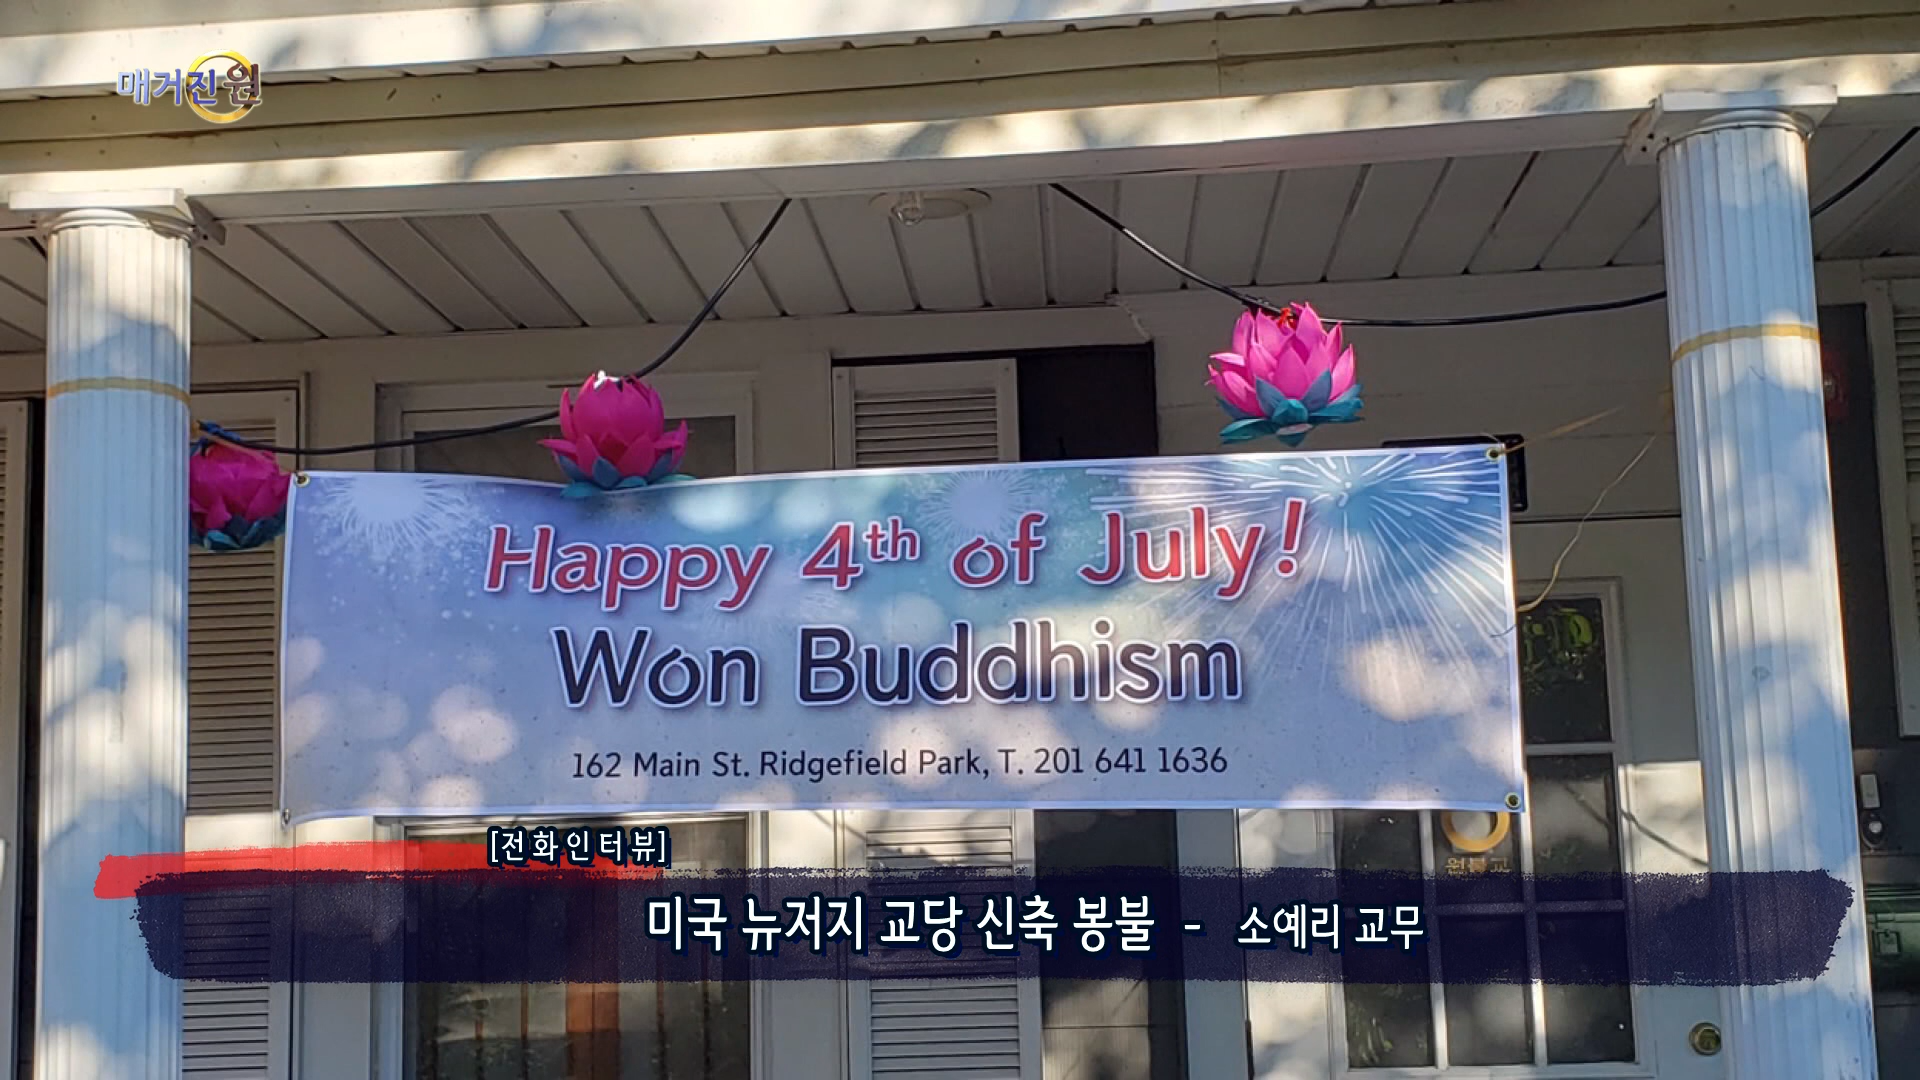 매거진원
Happy 4th of July!
Won Buddhism
162 Main St. Ridgefield Park, T. 201 641 1636
원불교
[전화인터뷰]
미국 뉴저지 교당 신축 봉불 - 소예리 교무